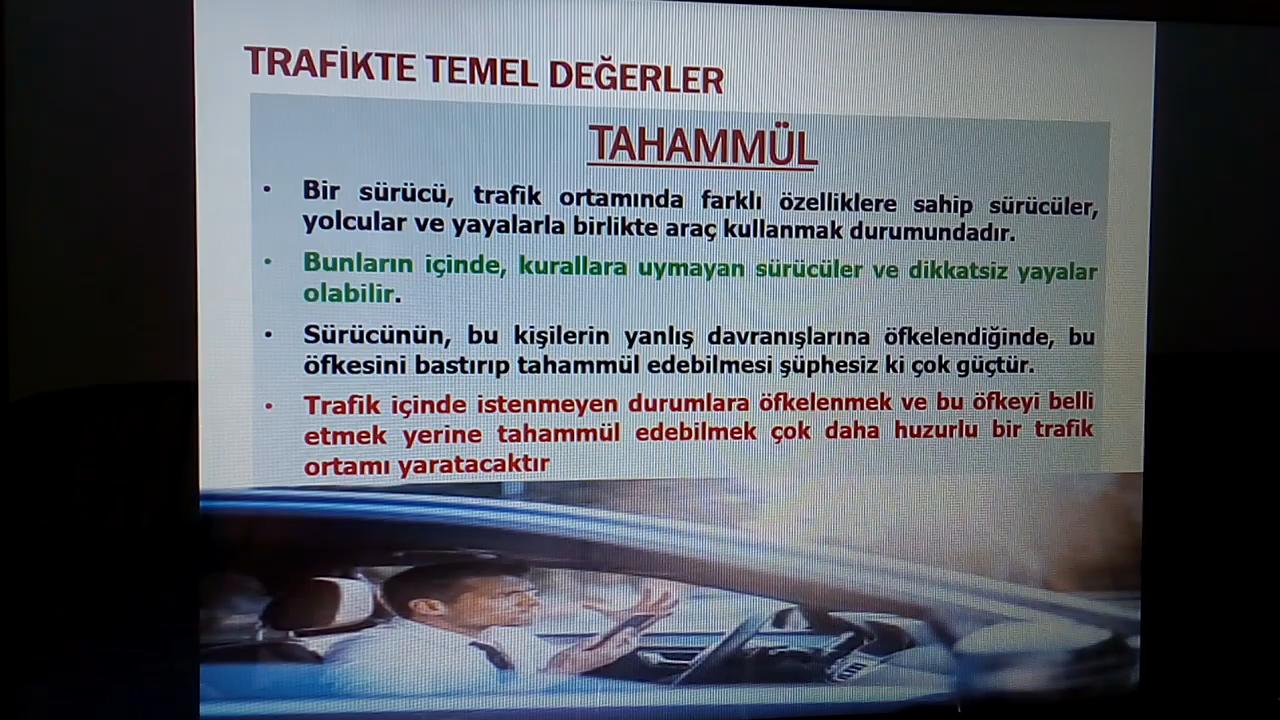 TRAFİKTE TEMEL DEĞERLER
TAHAMMÜL
• Bir sürücü, trafik ortamında farklı özelliklere sahip sürücüler,
yolcular ve yayalarla birlikte araç kullanmak durumundadır.
• Bunların içinde, kurallara uymayan sürücüler ve dikkatsiz yayalar
olabilir.
• Sürücünün, bu kişilerin yanlış davranışlarına öfkelendiğinde, bu
öfkesini bastırıp tahammül edebilmesi şüphesiz ki çok güçtür.
• Trafik içinde istenmeyen durumlara öfkelenmek ve bu öfkeyi belli
etmek yerine tahammül edebilmek çok daha huzurlu bir trafik
ortamı yaratacaktır